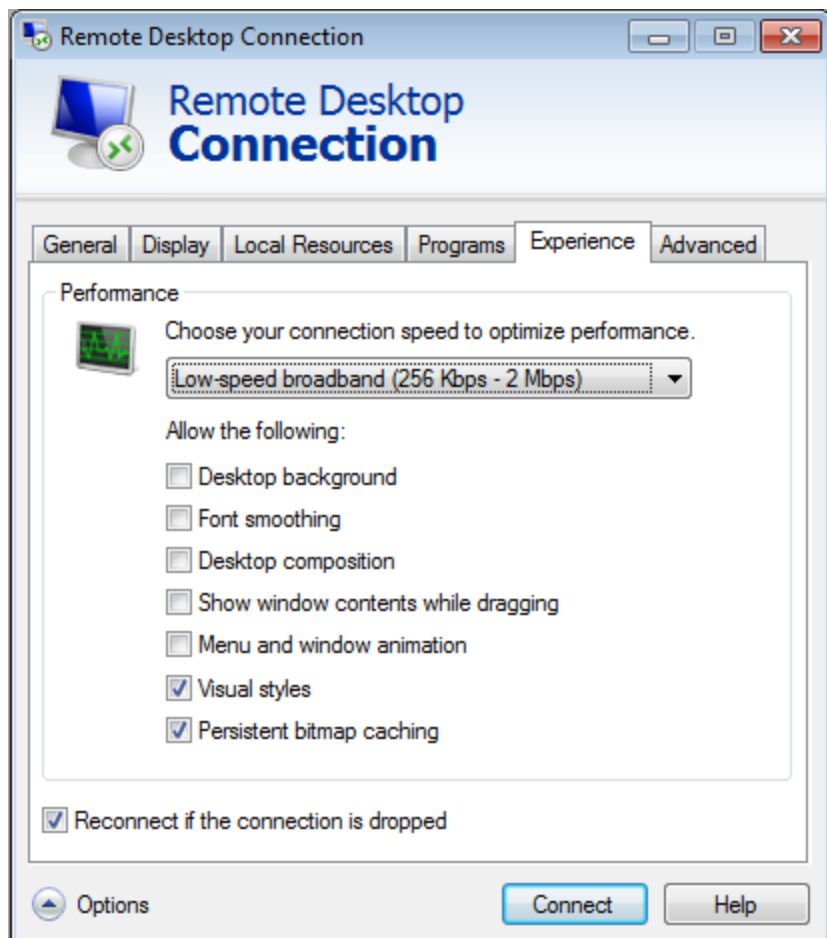 Remote Desktop Connection
Remote Desktop
Connection
General Display Local Resources Programs Experience Advanced
Performance
Choose your connection speed to optimize performance.
Low-speed broadband (256 Kbps - 2 Mbps)
Allow the following:
Desktop background
Font smoothing
Desktop composition
Show window contents while dragging
Menu and window animation
Visual styles
Persistent bitmap caching
Reconnect if the connection is dropped
Options Connect Help